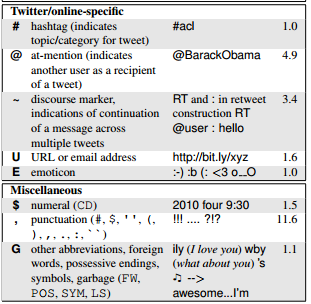 Twitter/online-specific
# hashtag (indicates #acl 1.0
topic/category for tweet)
@ at-mention (indicates @BarackObama 4.9
another user as a recipient
of a tweet)
~ discourse marker, RT and : in retweet 3.4
indications of continuation construction RT
of a message across @user : hello
multiple tweets
U URL or email address http://bit.ly/xyz 1.6
E emoticon :-) :b (: <3 o__O 1.0
Miscellaneous
$ numeral (CD) 2010 four 9:30 1.5
, punctuation (#, $, '', (, !!! .... ?!? 11.6
), ,, ., :, ``)
G other abbreviations, foreign ily (I love you) wby 1.1
words, possessive endings, (what about you) 's
symbols, garbage (FW, ♫ -->
POS, SYM, LS) awesome...I'm